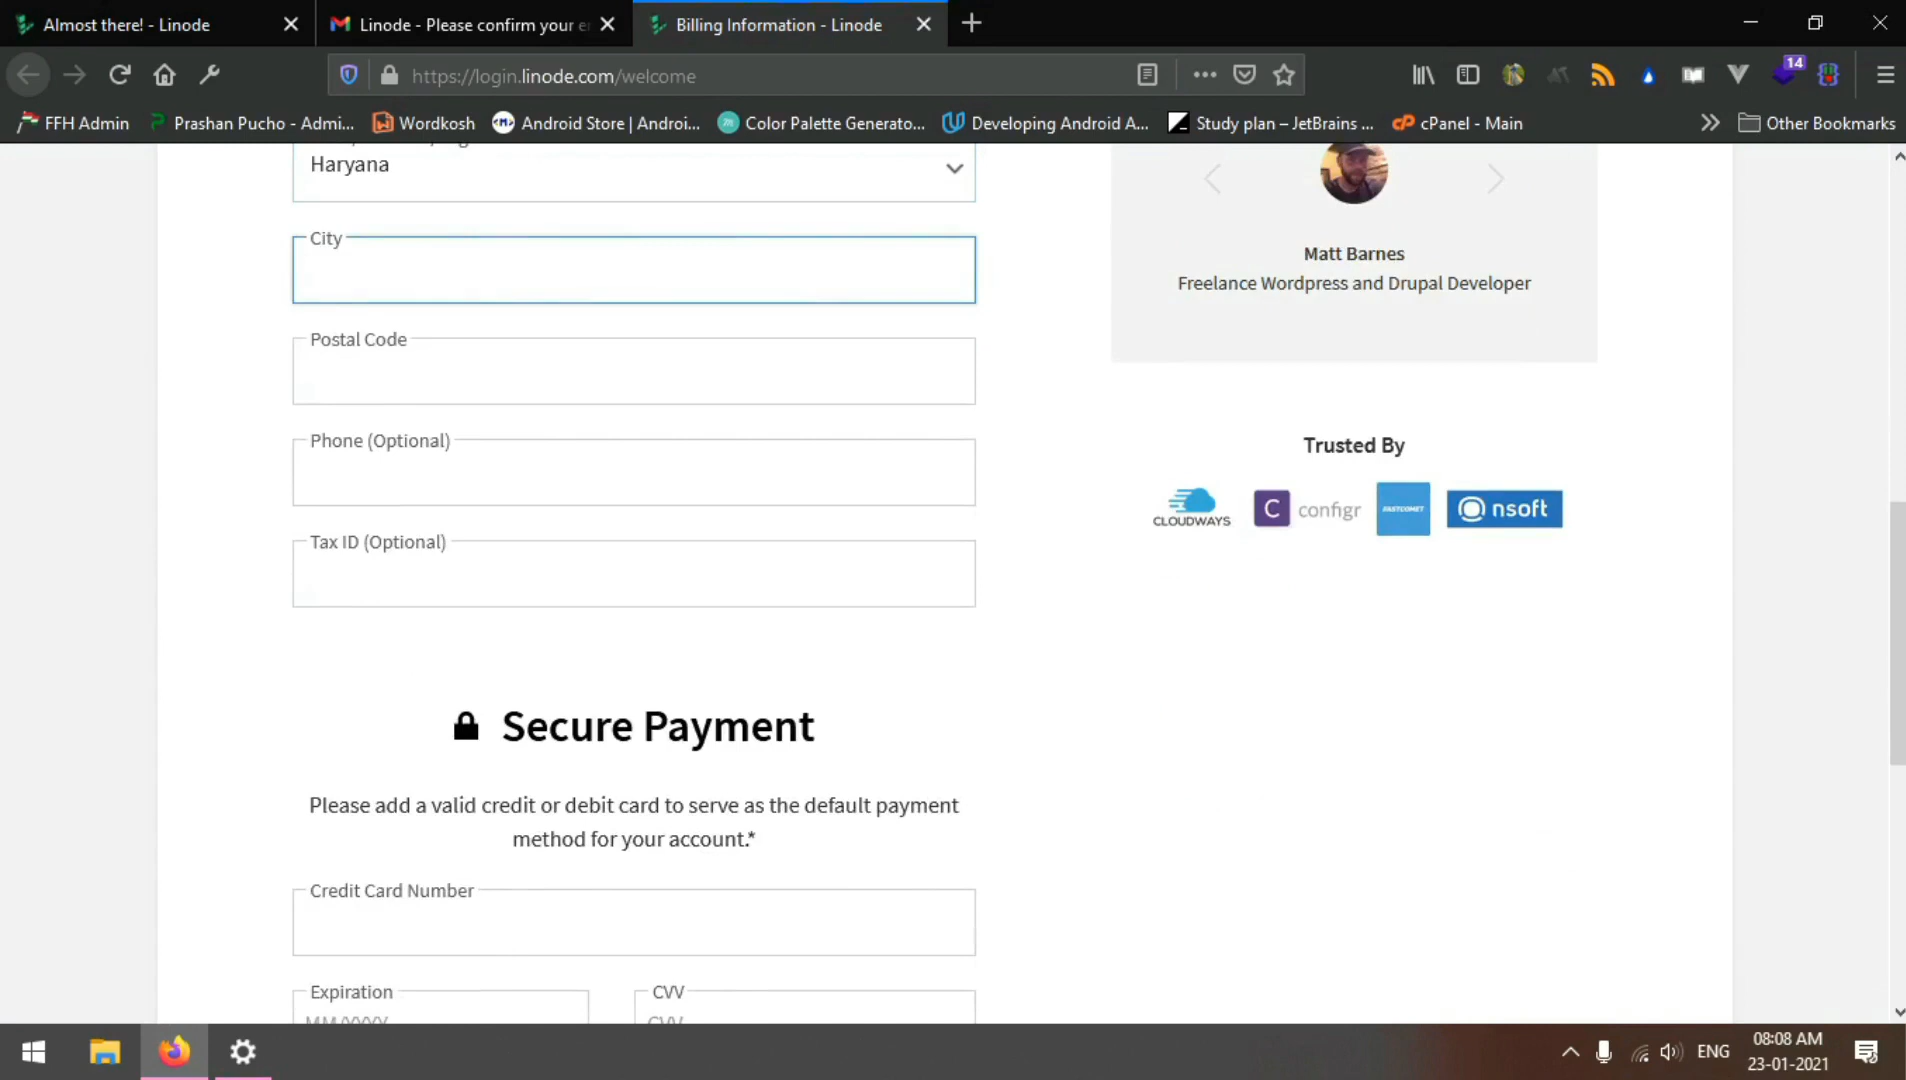 Almost there! - Linode
Linode - Please confirm your e
Billing Information - Linode
https://login.linode.com/welcome
14
FFH Admin
Prashan Pucho - Admi...
Wordkosh
Android Store | Androi...
Color Palette Generato...
Developing Android A...
Study plan – JetBrains ...
cPanel - Main
Other Bookmarks
Haryana
City
Postal Code
Phone (Optional)
Tax ID (Optional)
Secure Payment
Please add a valid credit or debit card to serve as the default payment
method for your account.*
Credit Card Number
Expiration
MM/YYYY
CVV
CVV
Matt Barnes
Freelance Wordpress and Drupal Developer
Trusted By
CLOUDWAYS
C configr
FASTCOMET
nsoft
ENG
08:08 AM
23-01-2021